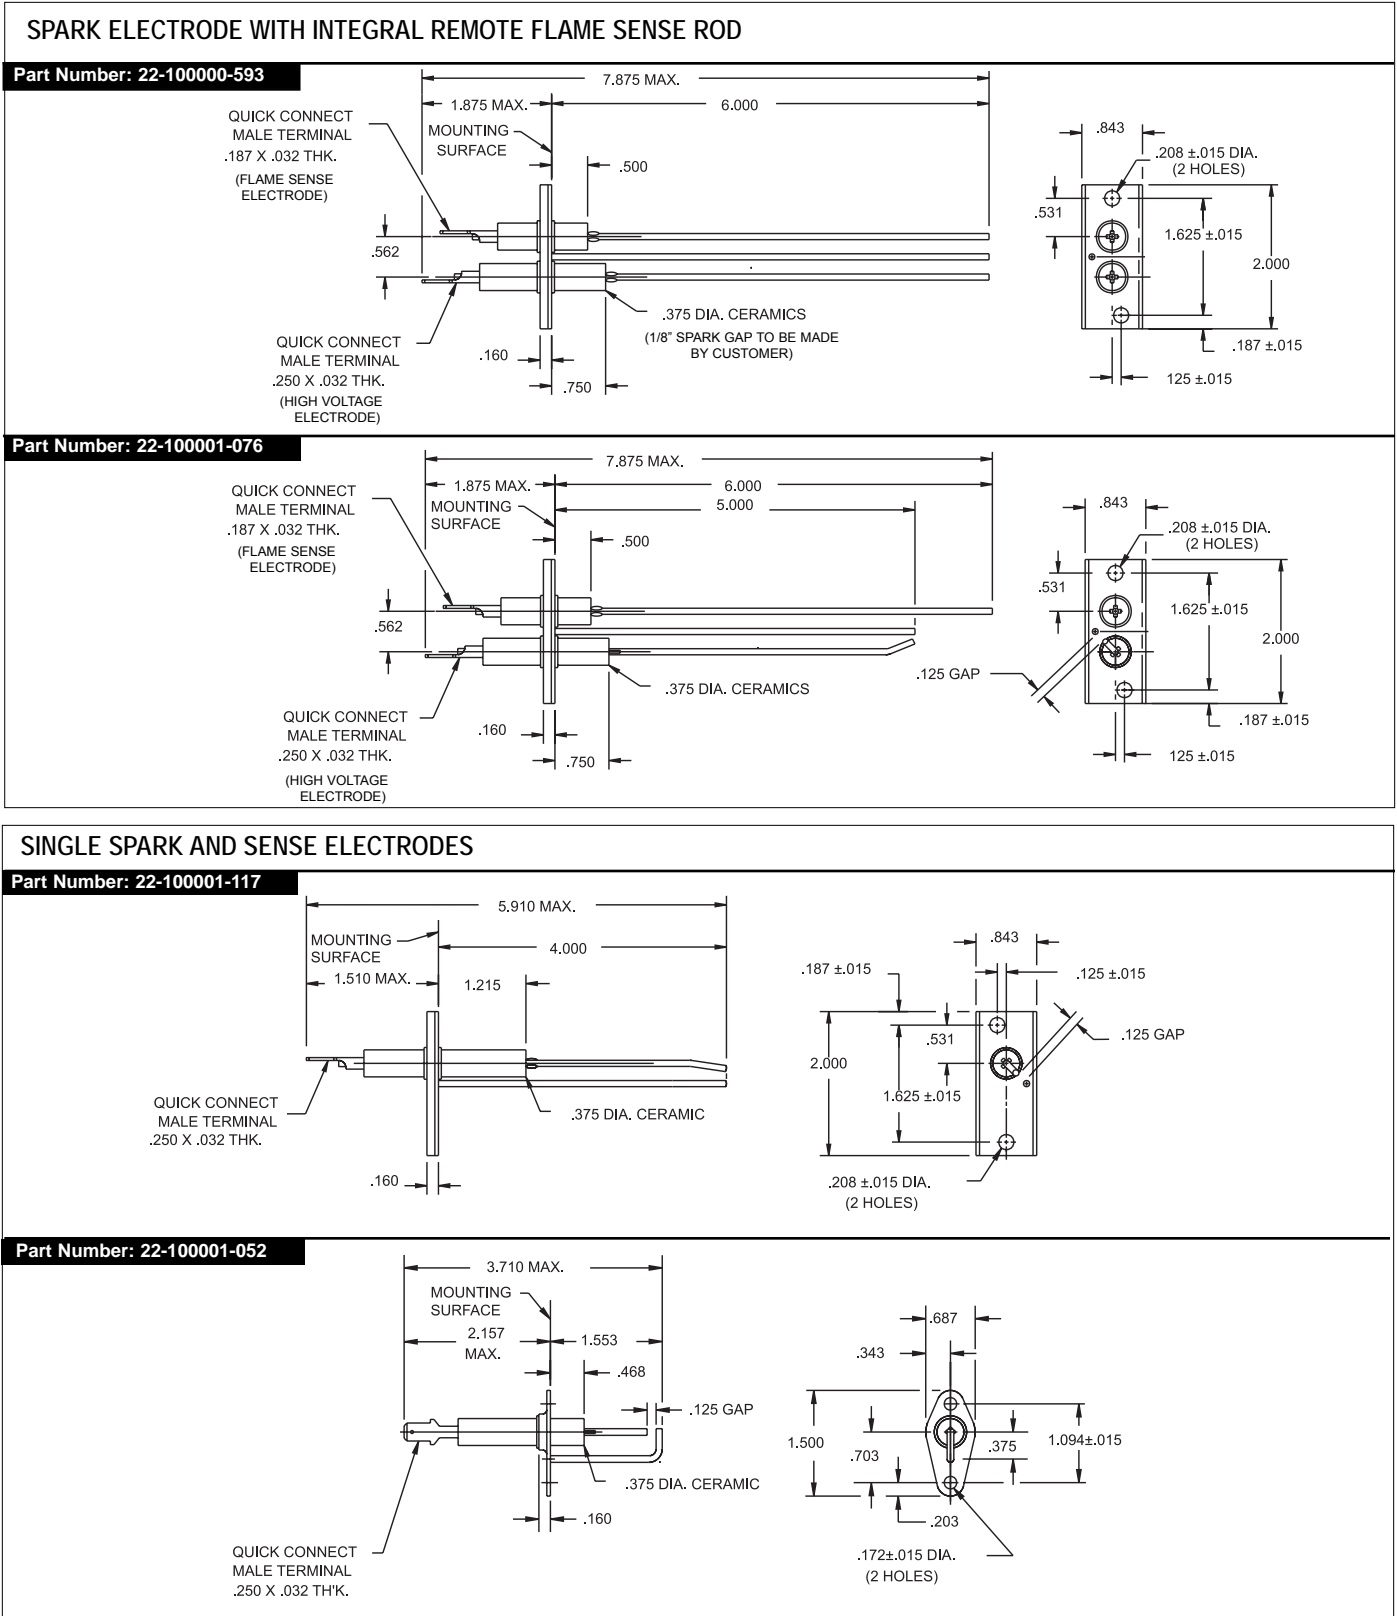 SPARK ELECTRODE WITH INTEGRAL REMOTE FLAME SENSE ROD
Part Number: 22-100000-593
7.875 MAX.
1.875 MAX.
6.000
QUICK CONNECT
MALE TERMINAL
.187 X .032 THK.
(FLAME SENSE
ELECTRODE)
MOUNTING
SURFACE
.500
.562
.375 DIA. CERAMICS
(1/8" SPARK GAP TO BE MADE
BY CUSTOMER)
QUICK CONNECT
MALE TERMINAL
.250 X .032 THK.
(HIGH VOLTAGE
ELECTRODE)
.160
.750
.843
.208 ±.015 DIA.
(2 HOLES)
.531
1.625 ±.015
2.000
.187 ±.015
125 ±.015
Part Number: 22-100001-076
7.875 MAX.
1.875 MAX.
6.000
5.000
QUICK CONNECT
MALE TERMINAL
.187 X .032 THK.
(FLAME SENSE
ELECTRODE)
MOUNTING
SURFACE
.500
.562
.375 DIA. CERAMICS
QUICK CONNECT
MALE TERMINAL
.250 X .032 THK.
(HIGH VOLTAGE
ELECTRODE)
.160
.750
.843
.208 ±.015 DIA.
(2 HOLES)
.531
1.625 ±.015
2.000
.125 GAP
.187 ±.015
125 ±.015
SINGLE SPARK AND SENSE ELECTRODES
Part Number: 22-100001-117
5.910 MAX.
MOUNTING
SURFACE
4.000
1.510 MAX.
1.215
QUICK CONNECT
MALE TERMINAL
.250 X .032 THK.
.375 DIA. CERAMIC
.160
.843
.187 ±.015
.125 ±.015
.531
.125 GAP
2.000
1.625 ±.015
.208 ±.015 DIA.
(2 HOLES)
Part Number: 22-100001-052
3.710 MAX.
MOUNTING
SURFACE
2.157
MAX.
1.553
.468
.125 GAP
.375 DIA. CERAMIC
.160
QUICK CONNECT
MALE TERMINAL
.250 X .032 TH'K.
.687
.343
1.500
.703
.375
1.094±.015
.203
.172±.015 DIA.
(2 HOLES)